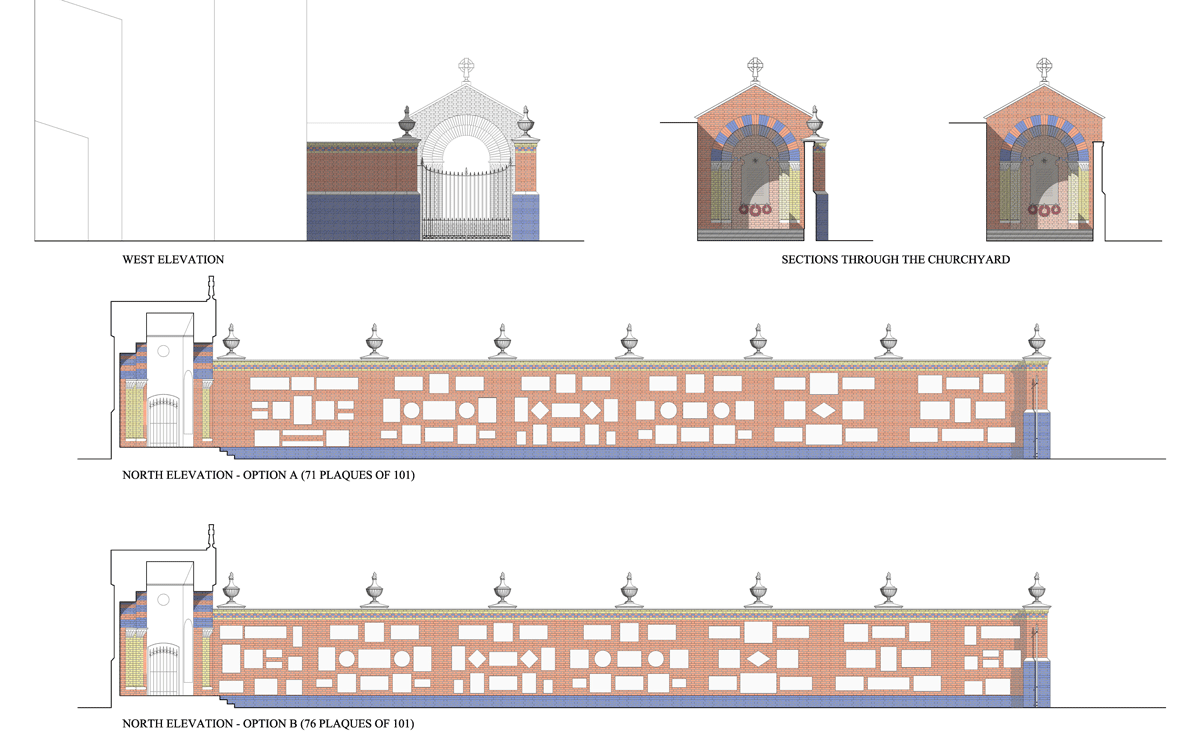 WEST ELEVATION
SECTIONS THROUGH THE CHURCHYARD
NORTH ELEVATION - OPTION A (71 PLAQUES OF 101)
NORTH ELEVATION - OPTION B (76 PLAQUES OF 101)